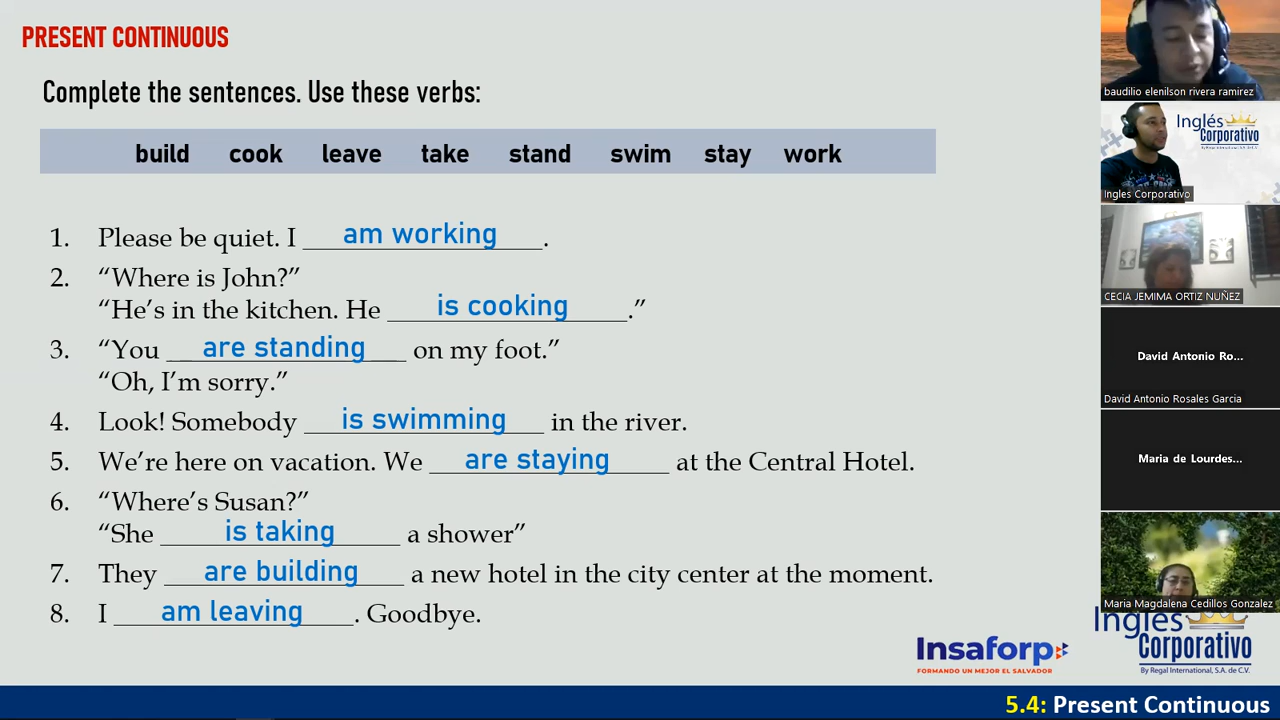 PRESENT CONTINUOUS
Complete the sentences. Use these verbs:
build cook leave take stand swim stay work
1. Please be quiet. I am working.
2. “Where is John?”
“He’s in the kitchen. He is cooking.”
3. “You are standing on my foot.”
“Oh, I’m sorry.”
4. Look! Somebody is swimming in the river.
5. We’re here on vacation. We are staying at the Central Hotel.
6. “Where’s Susan?”
“She is taking a shower”
7. They are building a new hotel in the city center at the moment.
8. I am leaving. Goodbye.
Insaforp
FORMANDO UN MEJOR EL SALVADOR
Inglés
Corporativo
By Regal International, S.A. de C.V.
5.4: Present Continuous
baudilio elenilson rivera ramirez
Inglés
Corporativo
By Regal International, S.A. de C.V.
Ingles Corporativo
CECIA JEMIMA ORTIZ NUÑEZ
David Antonio Ro...
David Antonio Rosales Garcia
Maria de Lourdes...
Maria Magdalena Cedillos Gonzalez